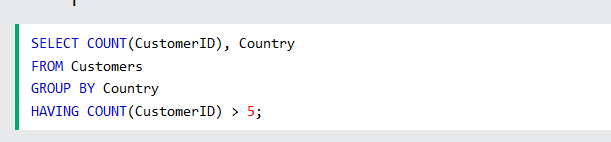 SELECT COUNT(CustomerID), Country
FROM Customers
GROUP BY Country
HAVING COUNT(CustomerID) > 5;